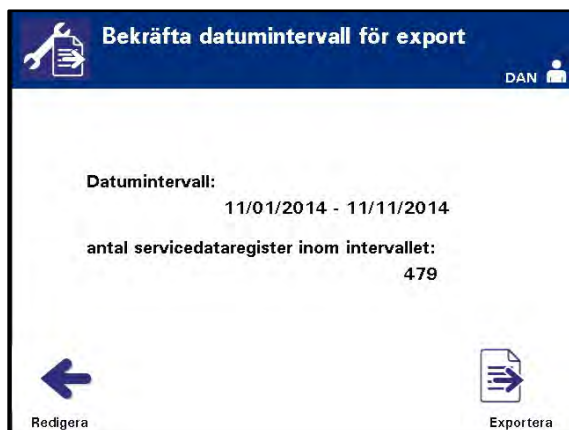 Bekräfta datumintervall för export
DAN
Datumintervall:
11/01/2014 - 11/11/2014
antal servicedataregister inom intervallet:
479
Redigera
Exportera